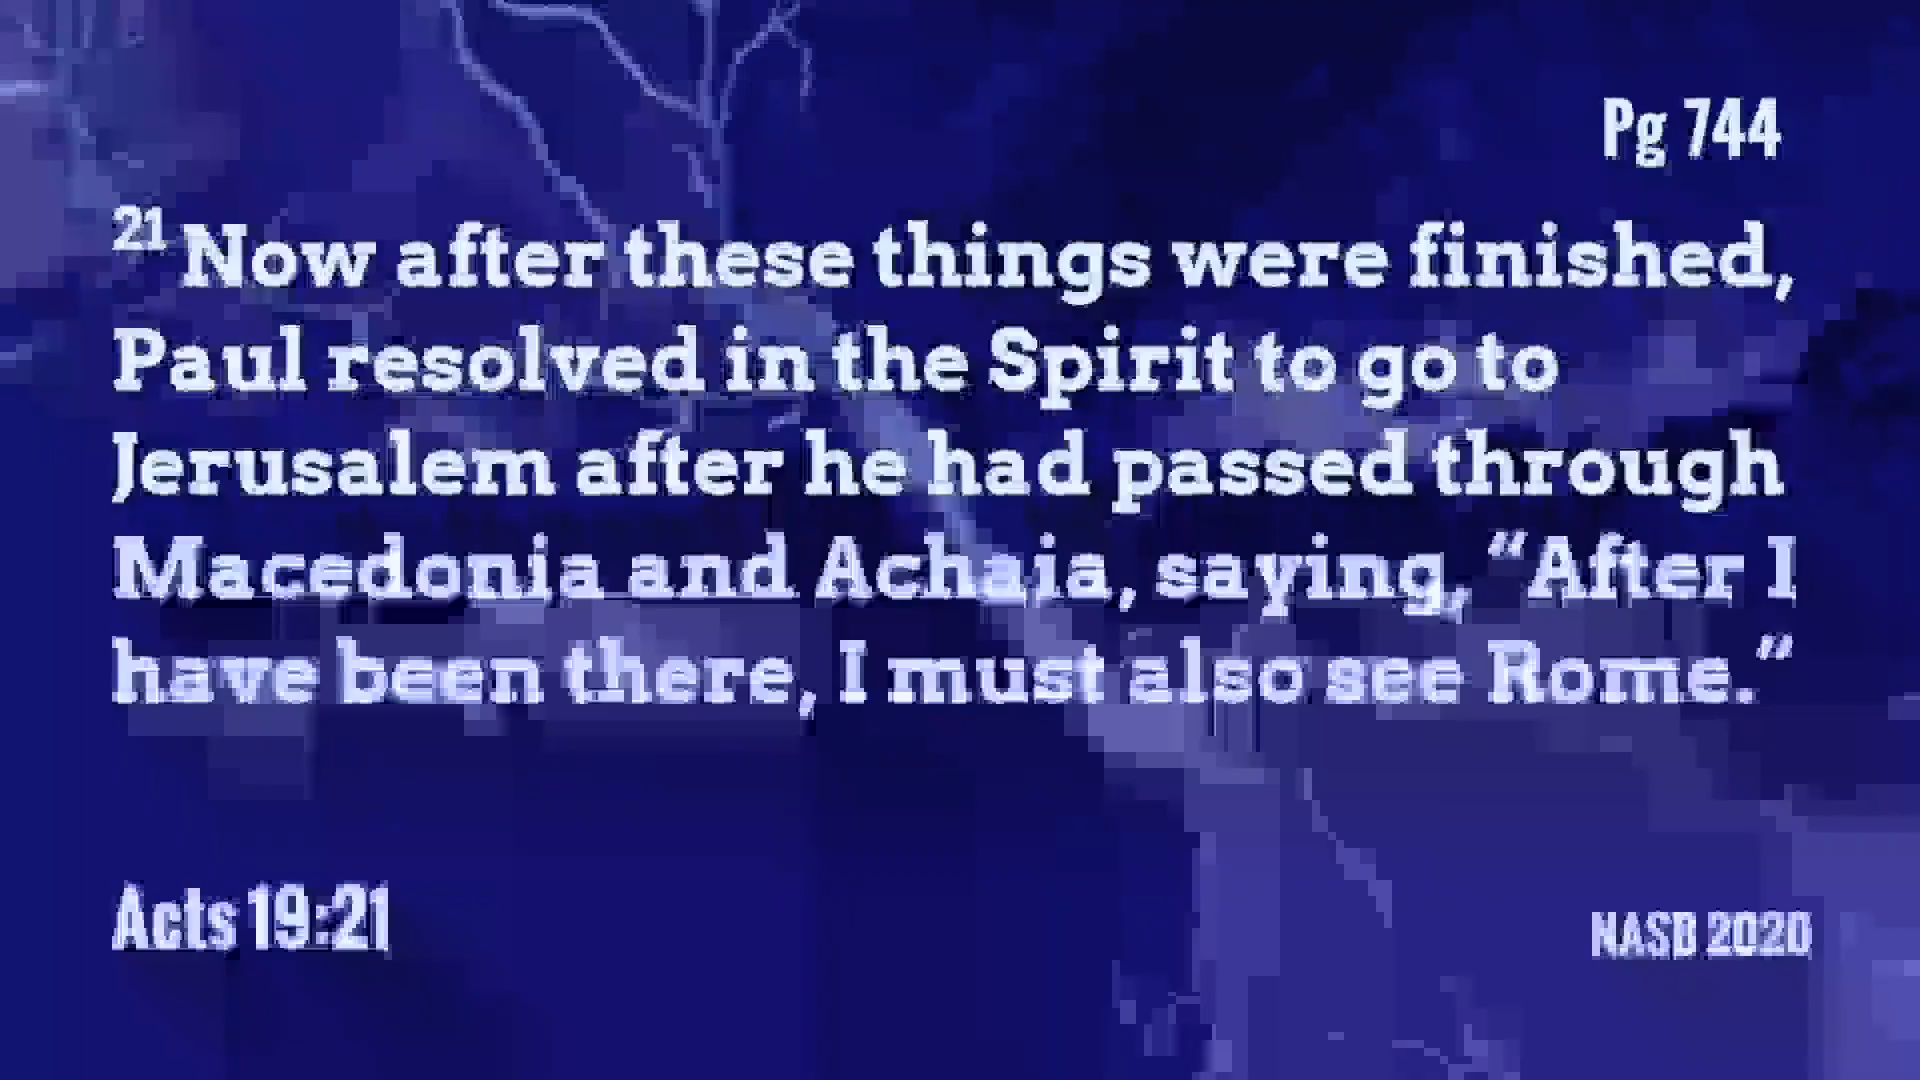 Pg 744
21 Now after these things were finished,
Paul resolved in the Spirit to go to
Jerusalem after he had passed through
Macedonia and Achaia, saying, “After I
have been there, I must also see Rome.”
Acts 19:21
NASB 2020